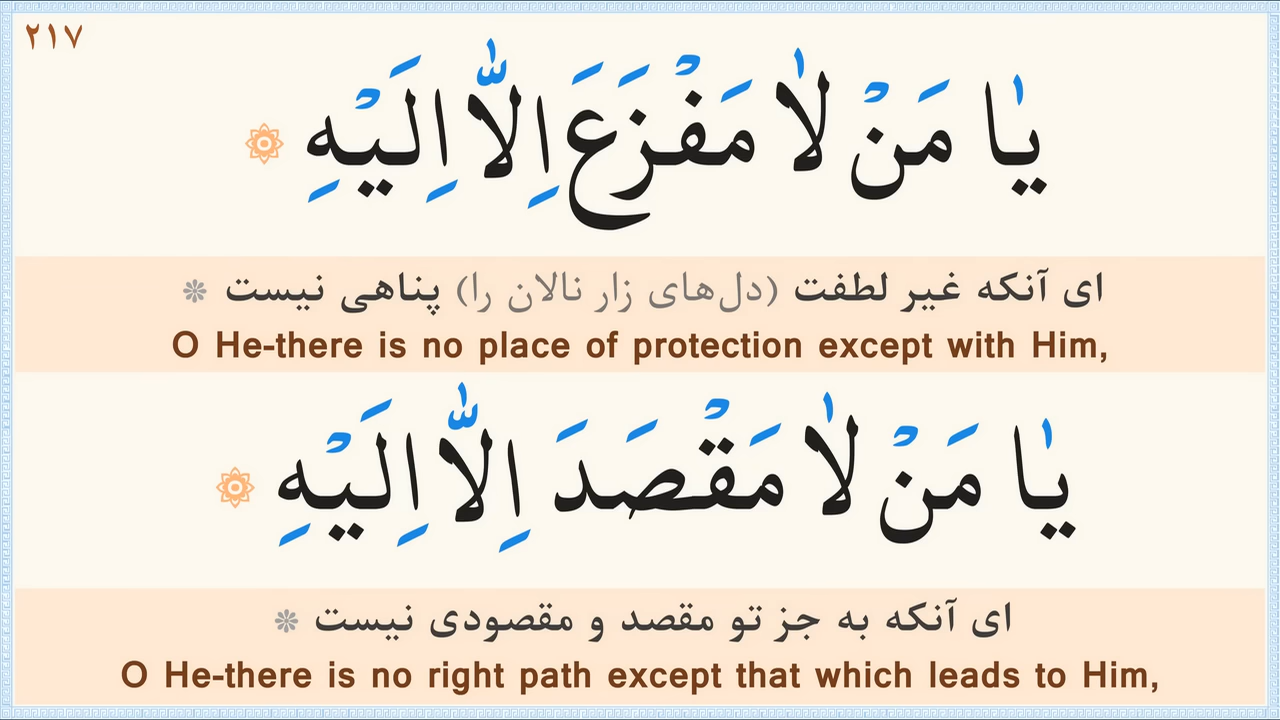 ۲۱۷
یٰا مَنْ لٰا مَفْزَعَ اِلاّٰ اِلَیْهِ
ای آنکه غیر لطفت (دل‌های زار نالان را) پناهی نیست
O He-there is no place of protection except with Him,
یٰا مَنْ لٰا مَقْصَدَ اِلاّٰ اِلَیْهِ
ای آنکه به جز تو مقصد و مقصودی نیست
O He-there is no right path except that which leads to Him,